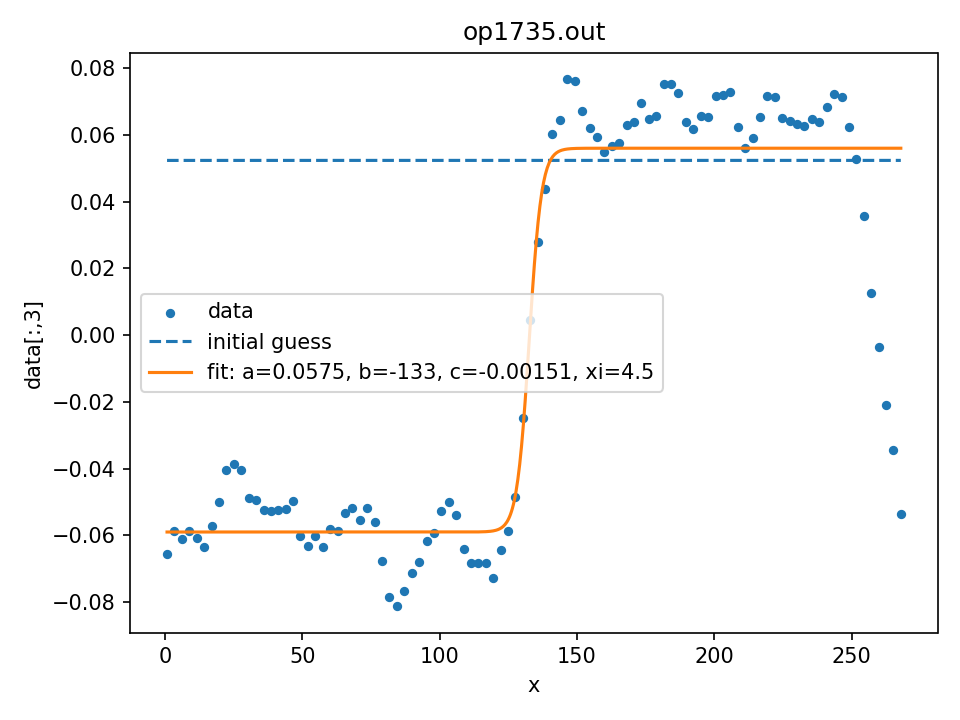 op1735.out
0.08
0.06
0.04
0.02
0.00
−0.02
−0.04
−0.06
−0.08
data[:,3]
data
initial guess
fit: a=0.0575, b=-133, c=-0.00151, xi=4.5
0 50 100 150 200 250
x